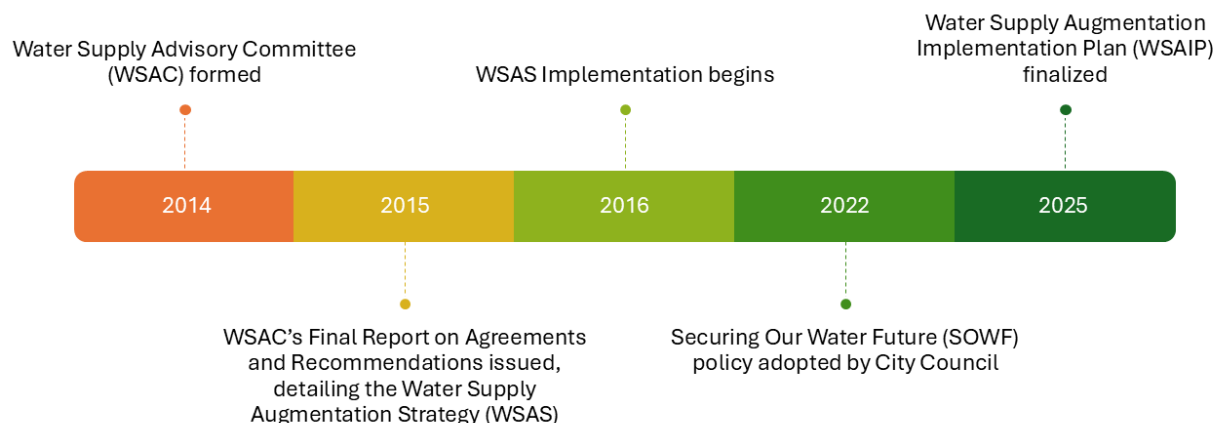 Water Supply Advisory Committee
(WSAC) formed
WSAS Implementation begins
Water Supply Augmentation
Implementation Plan (WSAIP)
finalized
2014
2015
2016
2022
2025
WSAC’s Final Report on Agreements
and Recommendations issued,
detailing the Water Supply
Augmentation Strategy (WSAS)
Securing Our Water Future (SOWF)
policy adopted by City Council